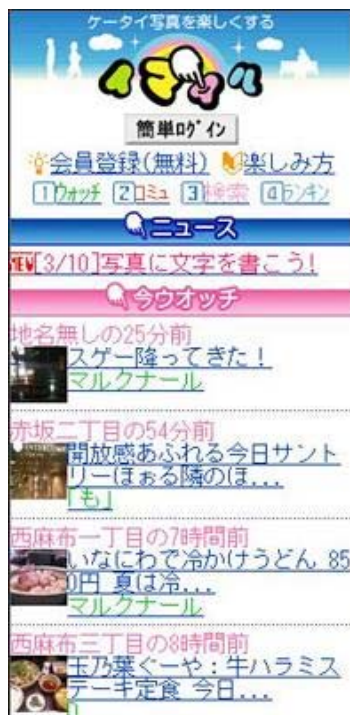 ケータイ写真を楽しくする
イマソル
簡単ログイン
会員登録(無料) 楽しみ方
1ウォッチ 2コミュ 3検索 4ランキン
ニュース
NEW[3/10]写真に文字を書こう!
今ウオッチ
地名無しの25分前
スゲー降ってきた!
マルクナール
赤坂二丁目の54分前
開放感あふれる今日サント
リーほぉる隣のほ...
「も」
西麻布一丁目の7時間前
いなにわで冷かけうどん 85
0円 夏は冷...
マルクナール
西麻布三丁目の8時間前
玉乃葉ぐーや:牛ハラミス
テーキ定食 今日...